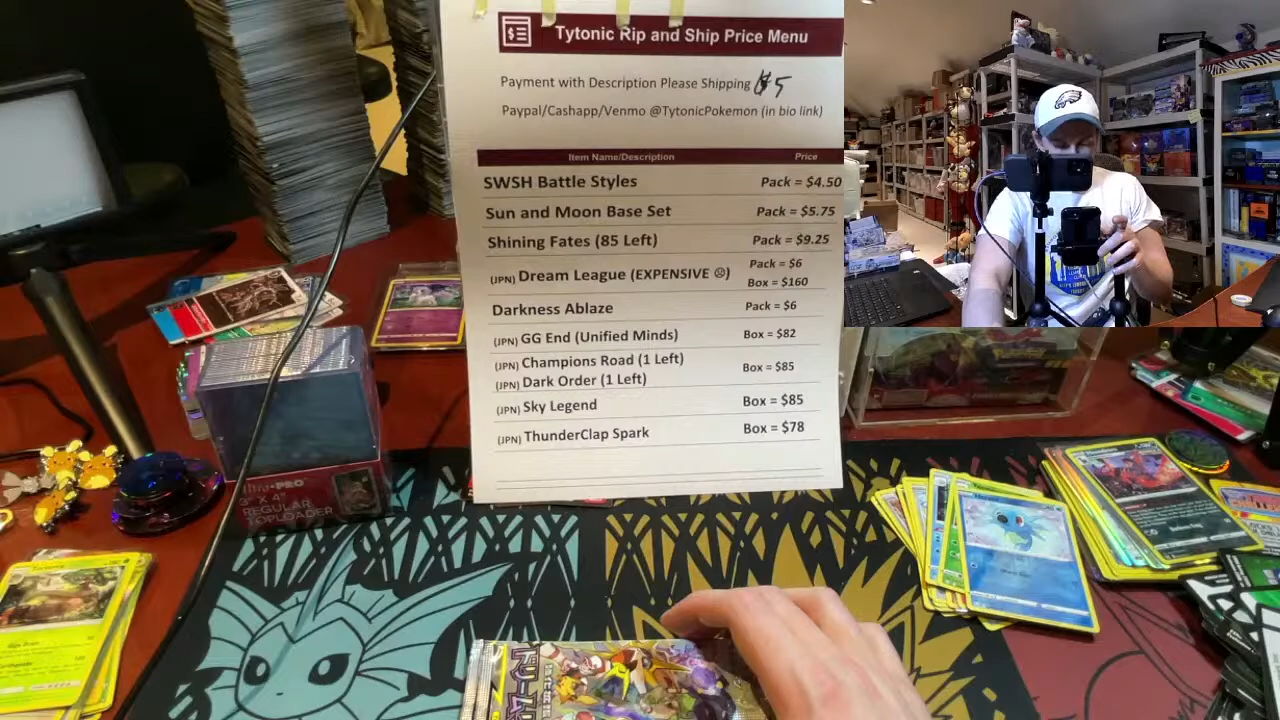 Tytonic Rip and Ship Price Menu
Payment with Description Please Shipping $5
Paypal/Cashapp/Venmo @TytonicPokemon (in bio link)
Item Name/Description Price
SWSH Battle Styles Pack = $4.50
Sun and Moon Base Set Pack = $5.75
Shining Fates (85 Left) Pack = $9.25
(JPN) Dream League (EXPENSIVE ☹) Pack = $6
Box = $160
Darkness Ablaze Pack = $6
(JPN) GG End (Unified Minds) Box = $82
(JPN) Champions Road (1 Left)
(JPN) Dark Order (1 Left) Box = $85
(JPN) Sky Legend Box = $85
(JPN) ThunderClap Spark Box = $78
ULTRA•PRO
3" X 4"
REGULAR
TOPLOADER
ドリーム